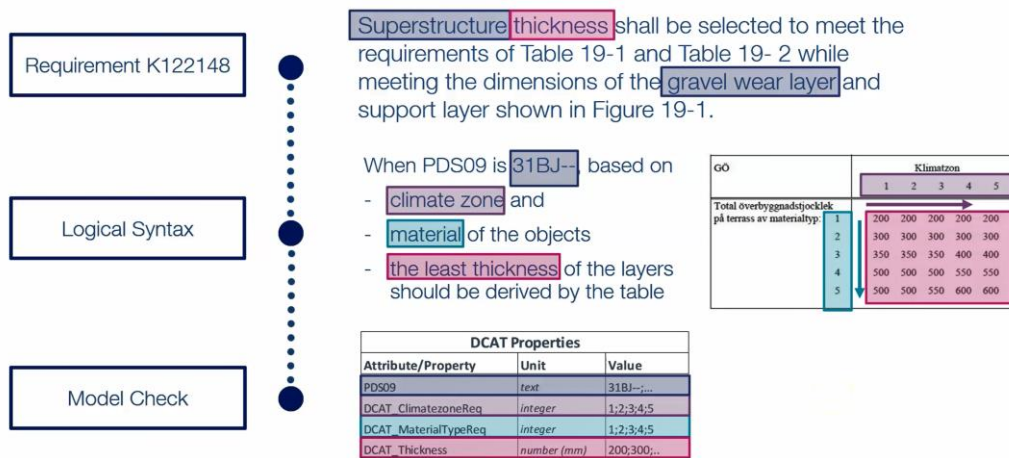 Requirement K122148
Superstructure thickness shall be selected to meet the
requirements of Table 19-1 and Table 19- 2 while
meeting the dimensions of the gravel wear layer and
support layer shown in Figure 19-1.
Logical Syntax
When PDS09 is 31BJ--, based on
- climate zone and
- material of the objects
- the least thickness of the layers
should be derived by the table
GÖ Klimatzon
1 2 3 4 5
Total överbyggnadstjocklek
på terrass av materialtyp: 1 200 200 200 200 200
2 300 300 300 300 300
3 350 350 350 400 400
4 500 500 500 550 550
5 500 500 550 600 600
Model Check
DCAT Properties
Attribute/Property Unit Value
PDS09 text 31BJ--;...
DCAT_ClimatezoneReq integer 1;2;3;4;5
DCAT_MaterialTypeReq integer 1;2;3;4;5
DCAT_Thickness number (mm) 200;300;..